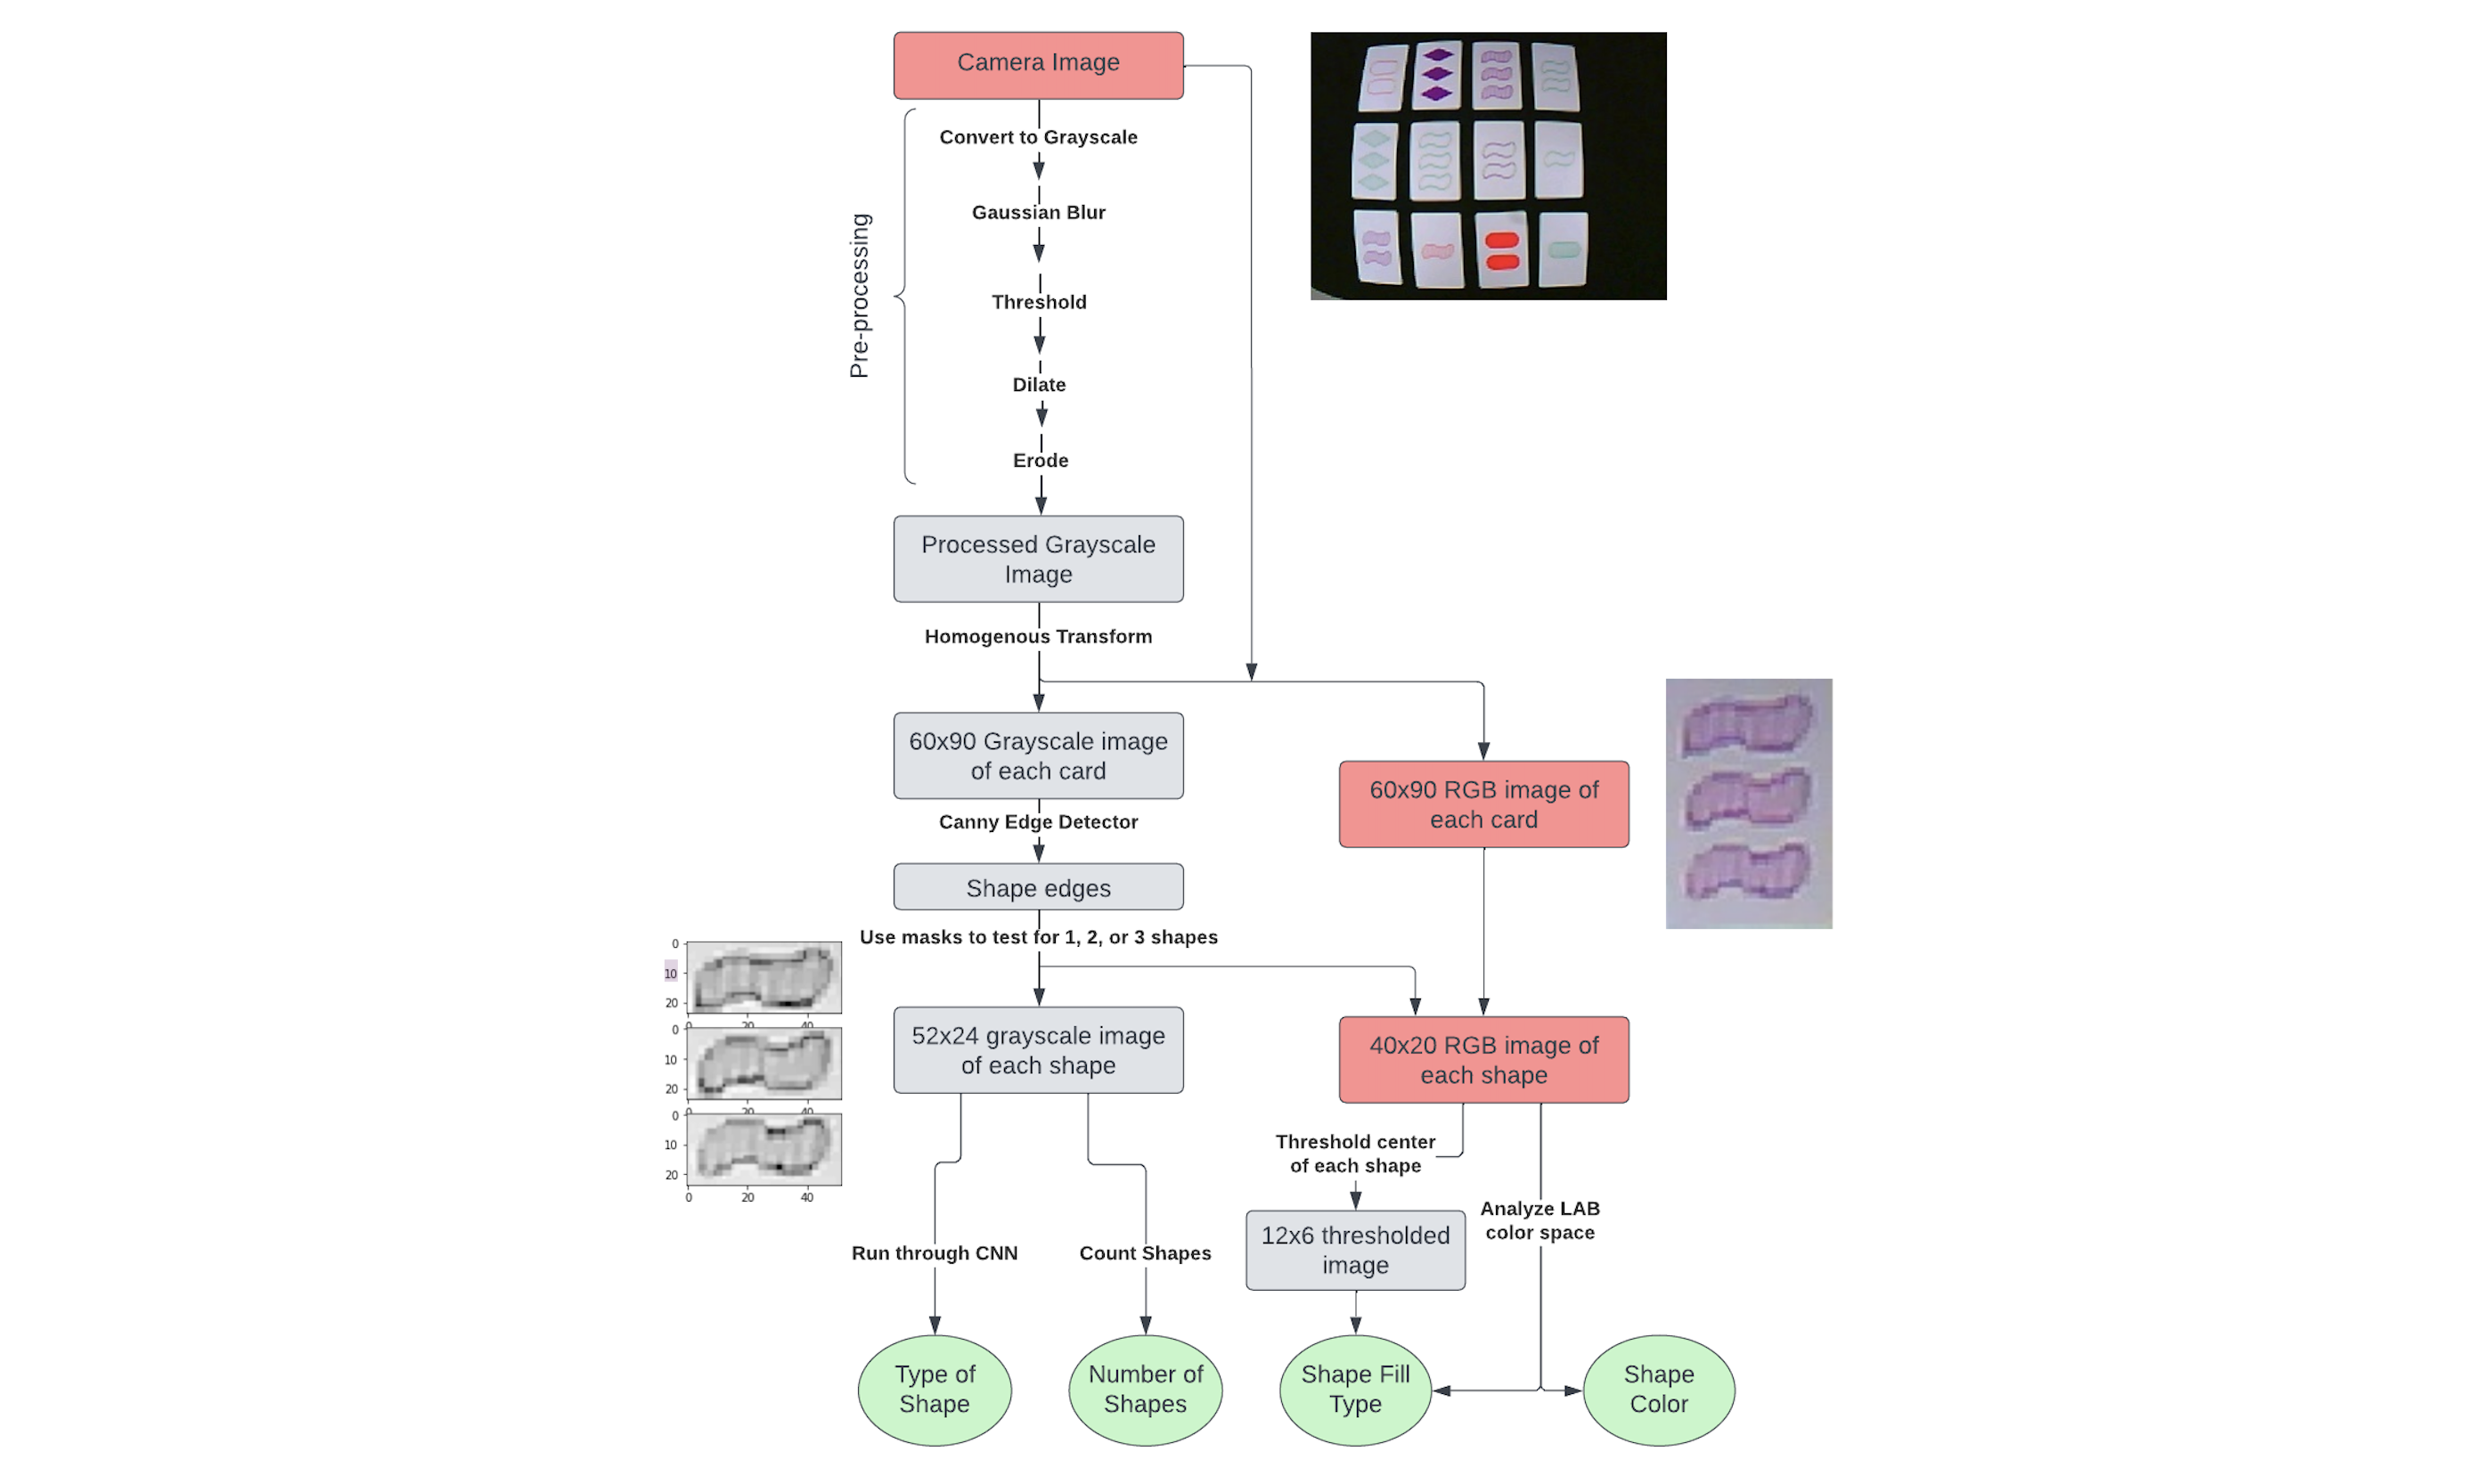 Camera Image
Convert to Grayscale
Gaussian Blur
Threshold
Dilate
Erode
Pre-processing
Processed Grayscale
Image
Homogenous Transform
60x90 Grayscale image
of each card
60x90 RGB image of
each card
Canny Edge Detector
Shape edges
Use masks to test for 1, 2, or 3 shapes
0
10
20
0 20 40
0
10
20
0 20 40
0
10
20
0 20 40
52x24 grayscale image
of each shape
40x20 RGB image of
each shape
Threshold center
of each shape
Analyze LAB
color space
12x6 thresholded
image
Run through CNN
Count Shapes
Type of
Shape
Number of
Shapes
Shape Fill
Type
Shape
Color